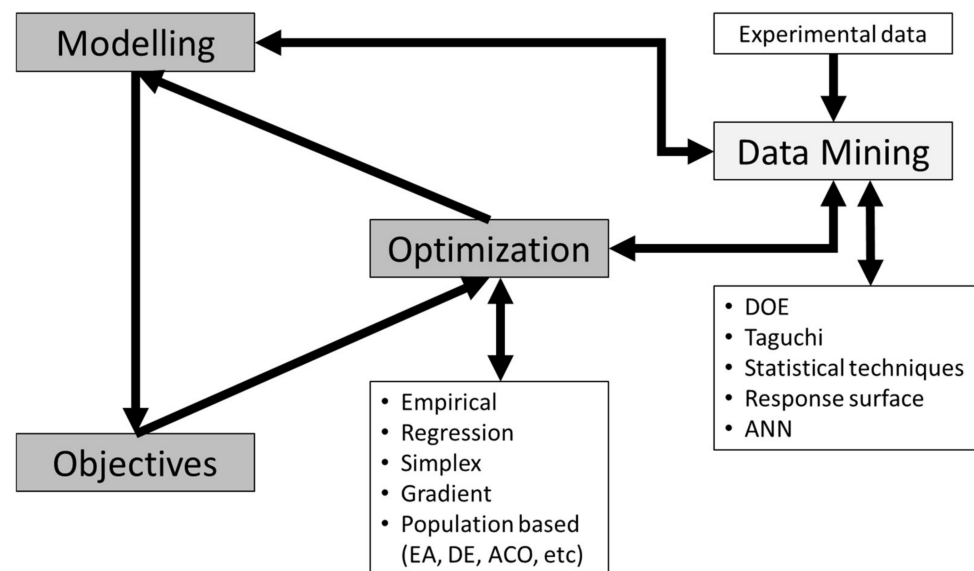 Modelling
Experimental data
Data Mining
Optimization
• DOE
• Taguchi
• Statistical techniques
• Response surface
• ANN
• Empirical
• Regression
• Simplex
• Gradient
• Population based
(EA, DE, ACO, etc)
Objectives